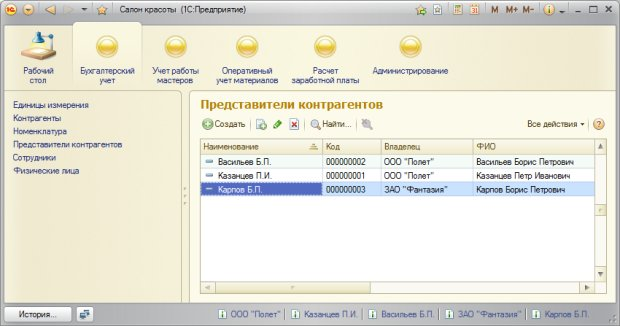 Салон красоты (1С:Предприятие)
M M+ M-
Рабочий стол
Бухгалтерский учет
Учет работы мастеров
Оперативный учет материалов
Расчет заработной платы
Администрирование
Единицы измерения
Контрагенты
Номенклатура
Представители контрагентов
Сотрудники
Физические лица
Представители контрагентов
Создать Найти... Все действия
Наименование Код Владелец ФИО
Васильев Б.П. 000000002 ООО "Полет" Васильев Борис Петрович
Казанцев П.И. 000000001 ООО "Полет" Казанцев Петр Иванович
Карпов Б.П. 000000003 ЗАО "Фантазия" Карпов Борис Петрович
История... ООО "Полет" Казанцев П.И. Васильев Б.П. ЗАО "Фантазия" Карпов Б.П.